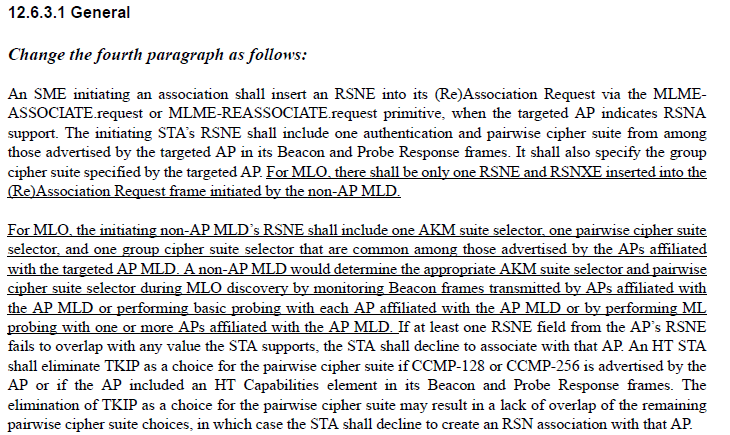 12.6.3.1 General
Change the fourth paragraph as follows:
An SME initiating an association shall insert an RSNE into its (Re)Association Request via the MLME-
ASSOCIATE.request or MLME-REASSOCIATE.request primitive, when the targeted AP indicates RSNA
support. The initiating STA's RSNE shall include one authentication and pairwise cipher suite from among
those advertised by the targeted AP in its Beacon and Probe Response frames. It shall also specify the group
cipher suite specified by the targeted AP. For MLO, there shall be only one RSNE and RSNXE inserted into the
(Re)Association Request frame initiated by the non-AP MLD.
For MLO, the initiating non-AP MLD's RSNE shall include one AKM suite selector, one pairwise cipher suite
selector, and one group cipher suite selector that are common among those advertised by the APs affiliated
with the targeted AP MLD. A non-AP MLD would determine the appropriate AKM suite selector and pairwise
cipher suite selector during MLO discovery by monitoring Beacon frames transmitted by APs affiliated with
the AP MLD or performing basic probing with each AP affiliated with the AP MLD or by performing ML
probing with one or more APs affiliated with the AP MLD. If at least one RSNE field from the AP's RSNE
fails to overlap with any value the STA supports, the STA shall decline to associate with that AP. An HT STA
shall eliminate TKIP as a choice for the pairwise cipher suite if CCMP-128 or CCMP-256 is advertised by the
AP or if the AP included an HT Capabilities element in its Beacon and Probe Response frames. The
elimination of TKIP as a choice for the pairwise cipher suite may result in a lack of overlap of the remaining
pairwise cipher suite choices, in which case the STA shall decline to create an RSN association with that AP.